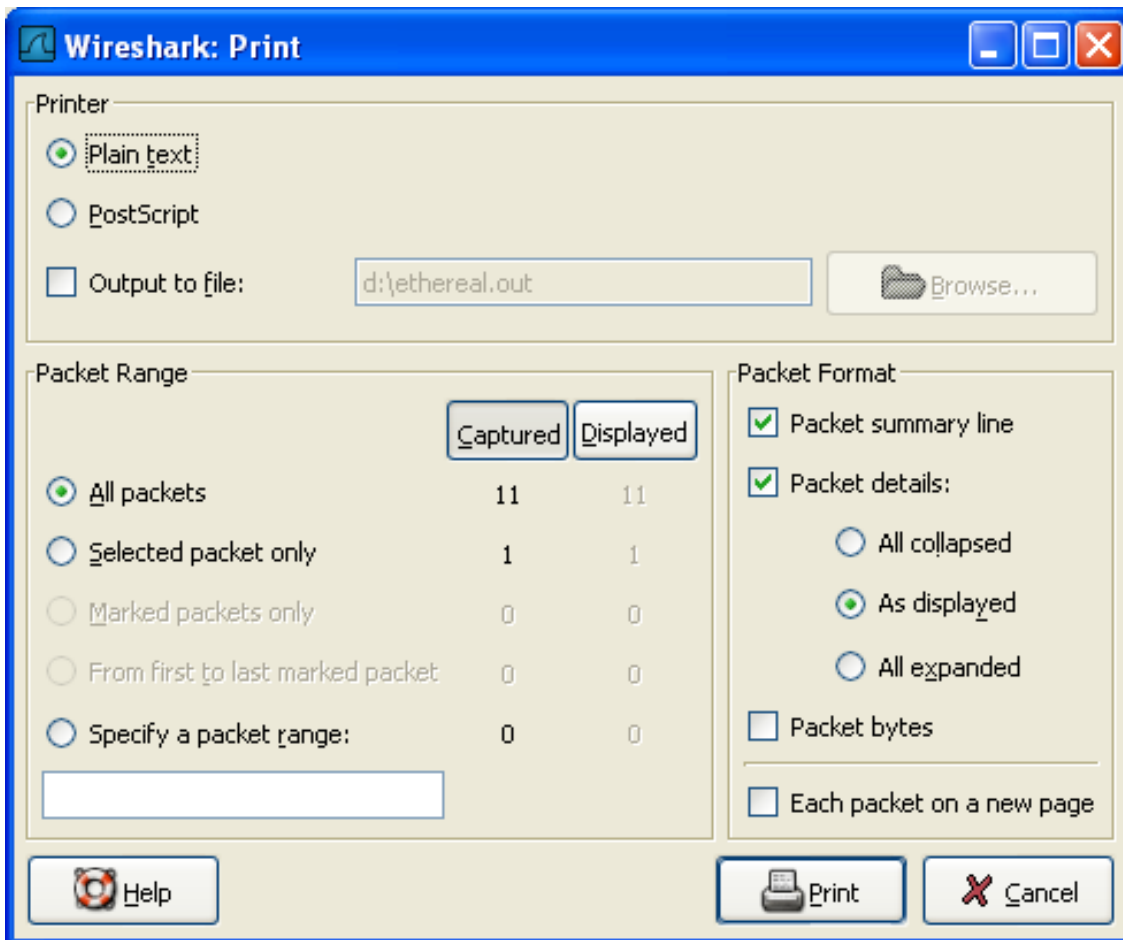 Wireshark: Print
Printer
Plain text
PostScript
Output to file: d:\ethereal.out Browse...
Packet Range
Captured Displayed
All packets 11 11
Selected packet only 1 1
Marked packets only 0 0
From first to last marked packet 0 0
Specify a packet range: 0 0
Packet Format
Packet summary line
Packet details:
All collapsed
As displayed
All expanded
Packet bytes
Each packet on a new page
Help Print Cancel